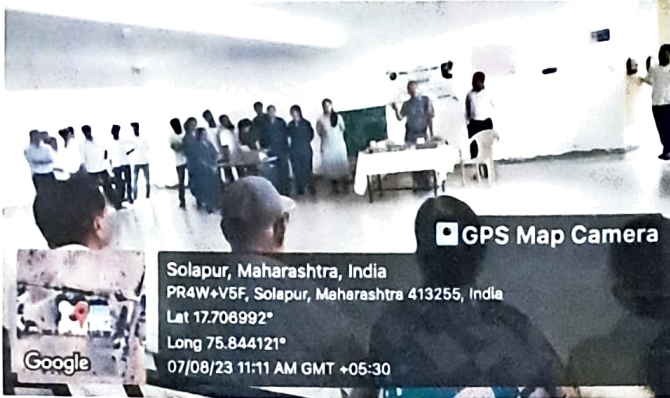 GPS Map Camera
Solapur, Maharashtra, India
PR4W+V5F, Solapur, Maharashtra 413255, India
Lat 17.706992°
Long 75.844121°
07/08/23 11:11 AM GMT +05:30
Google